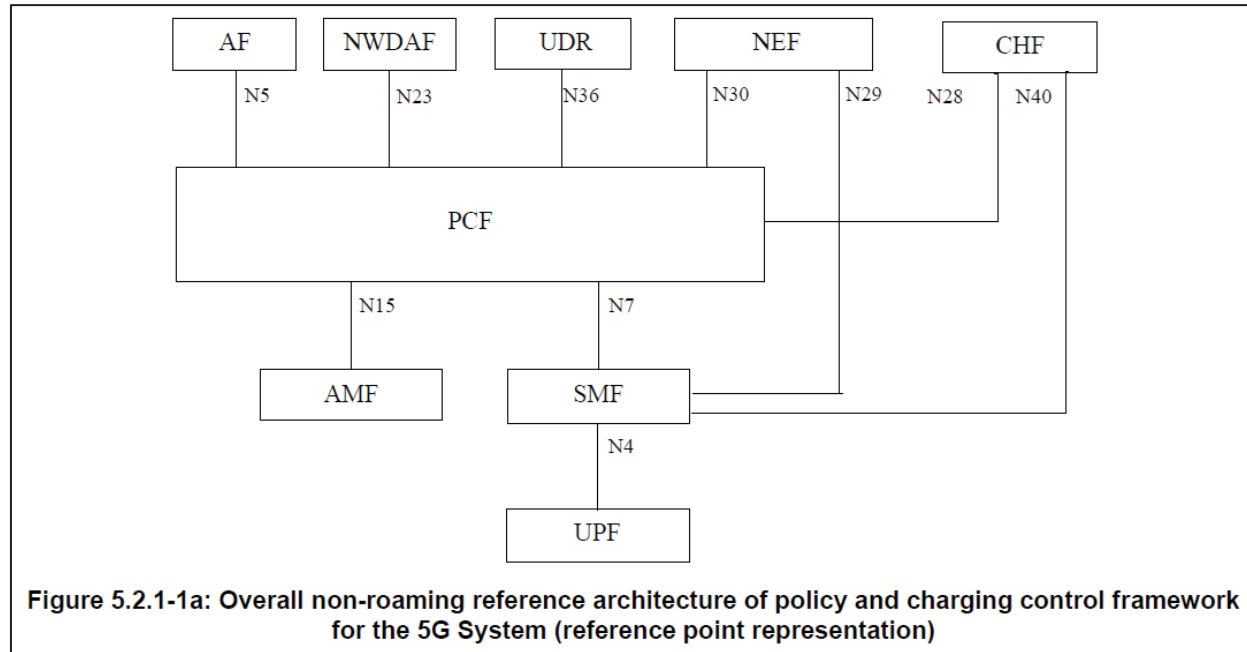 AF
NWDAF
UDR
NEF
CHF
N5
N23
N36
N30
N29
N28
N40
PCF
N15
N7
AMF
SMF
N4
UPF
Figure 5.2.1-1a: Overall non-roaming reference architecture of policy and charging control framework
for the 5G System (reference point representation)